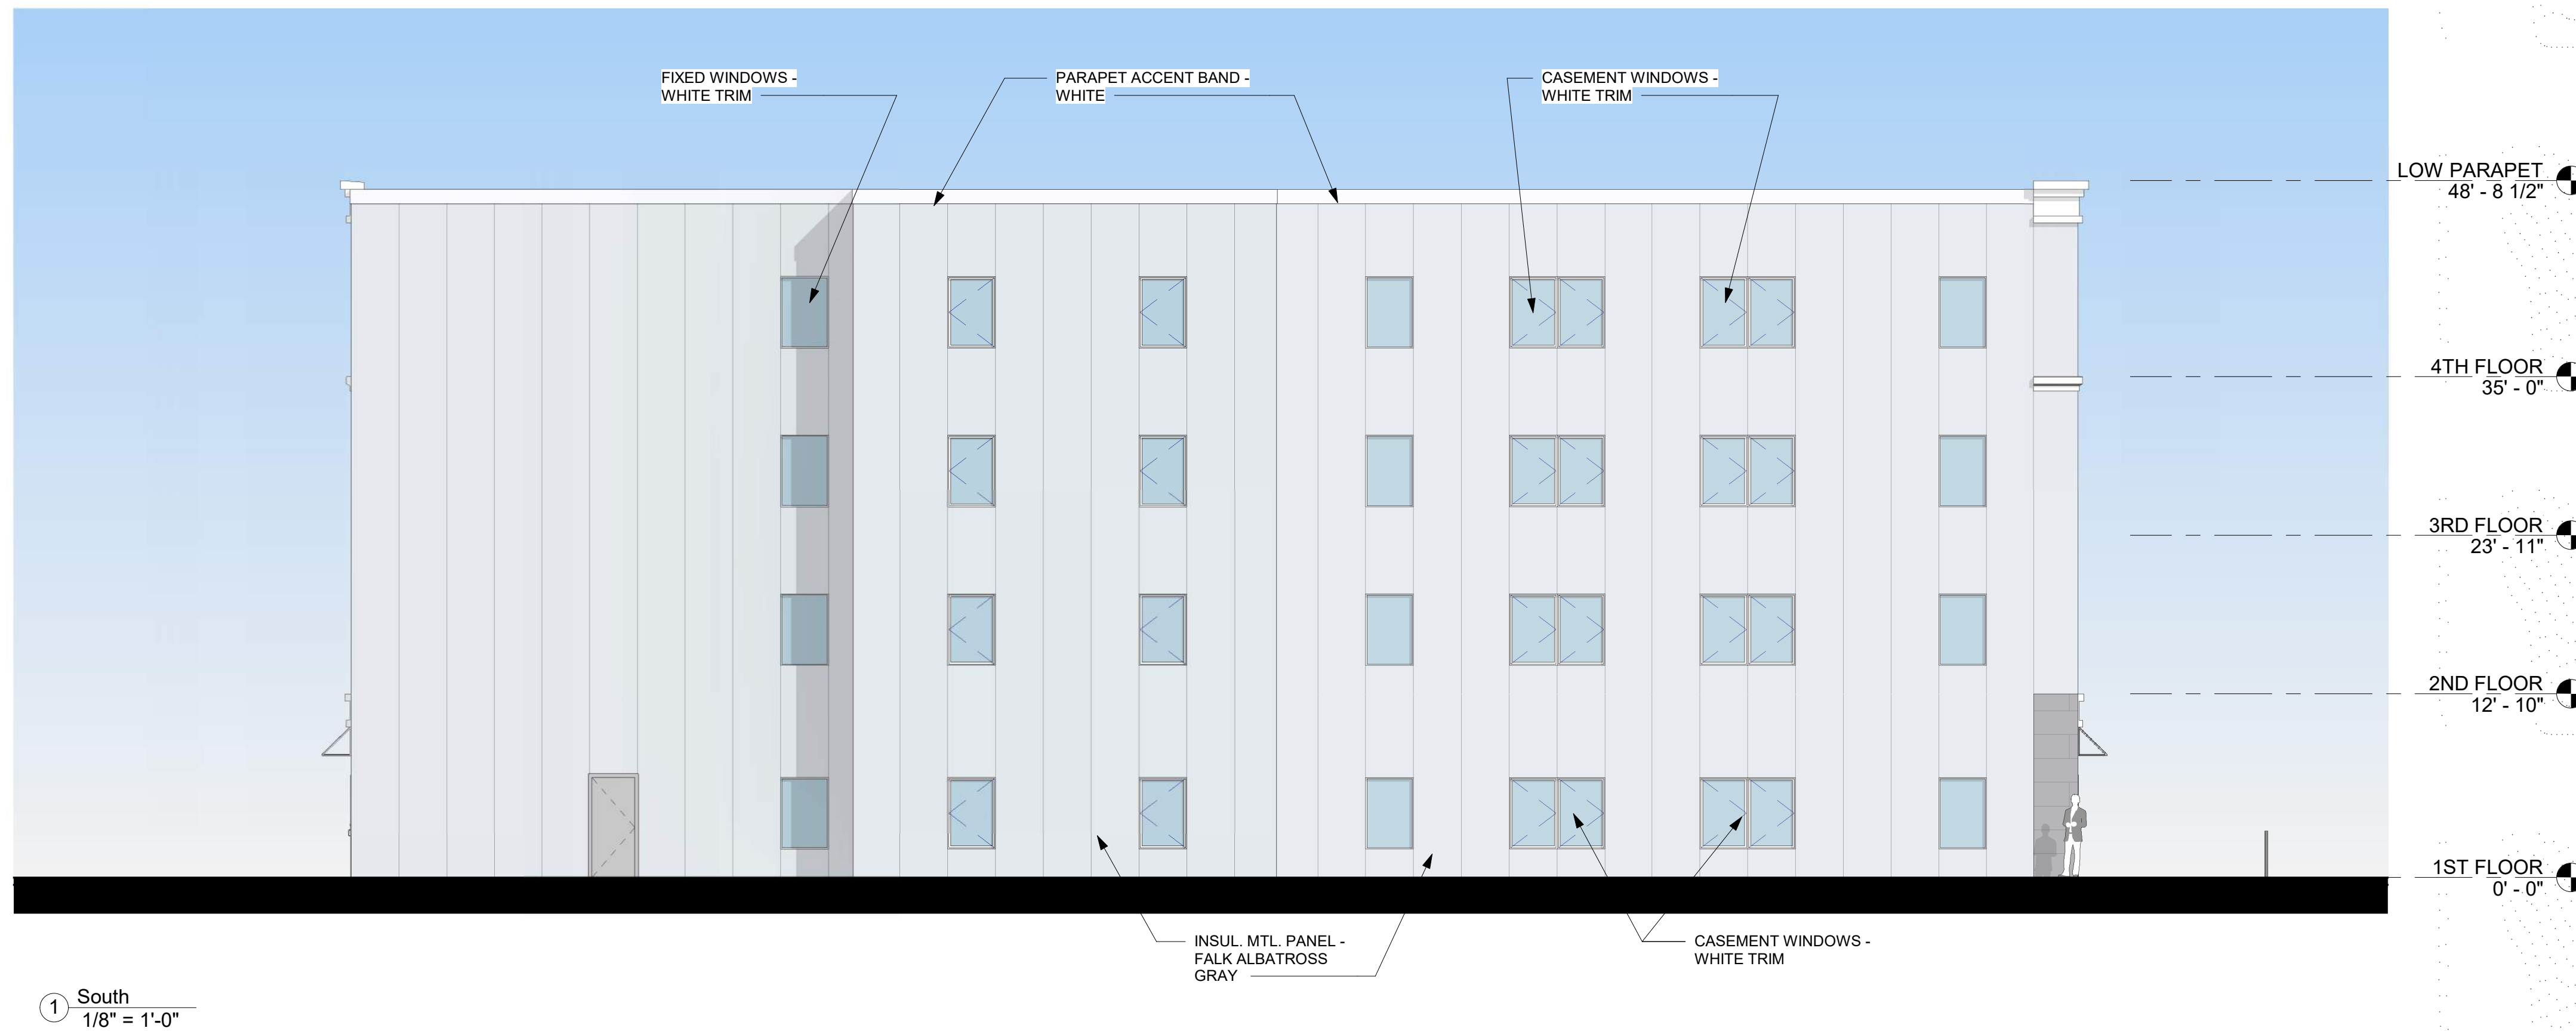 FIXED WINDOWS -
WHITE TRIM
PARAPET ACCENT BAND -
WHITE
CASEMENT WINDOWS -
WHITE TRIM
LOW PARAPET
48' - 8 1/2"
4TH FLOOR
35' - 0"
3RD FLOOR
23' - 11"
2ND FLOOR
12' - 10"
1ST FLOOR
0' - 0"
INSUL. MTL. PANEL -
FALK ALBATROSS
GRAY
CASEMENT WINDOWS -
WHITE TRIM
1
South
1/8" = 1'-0"